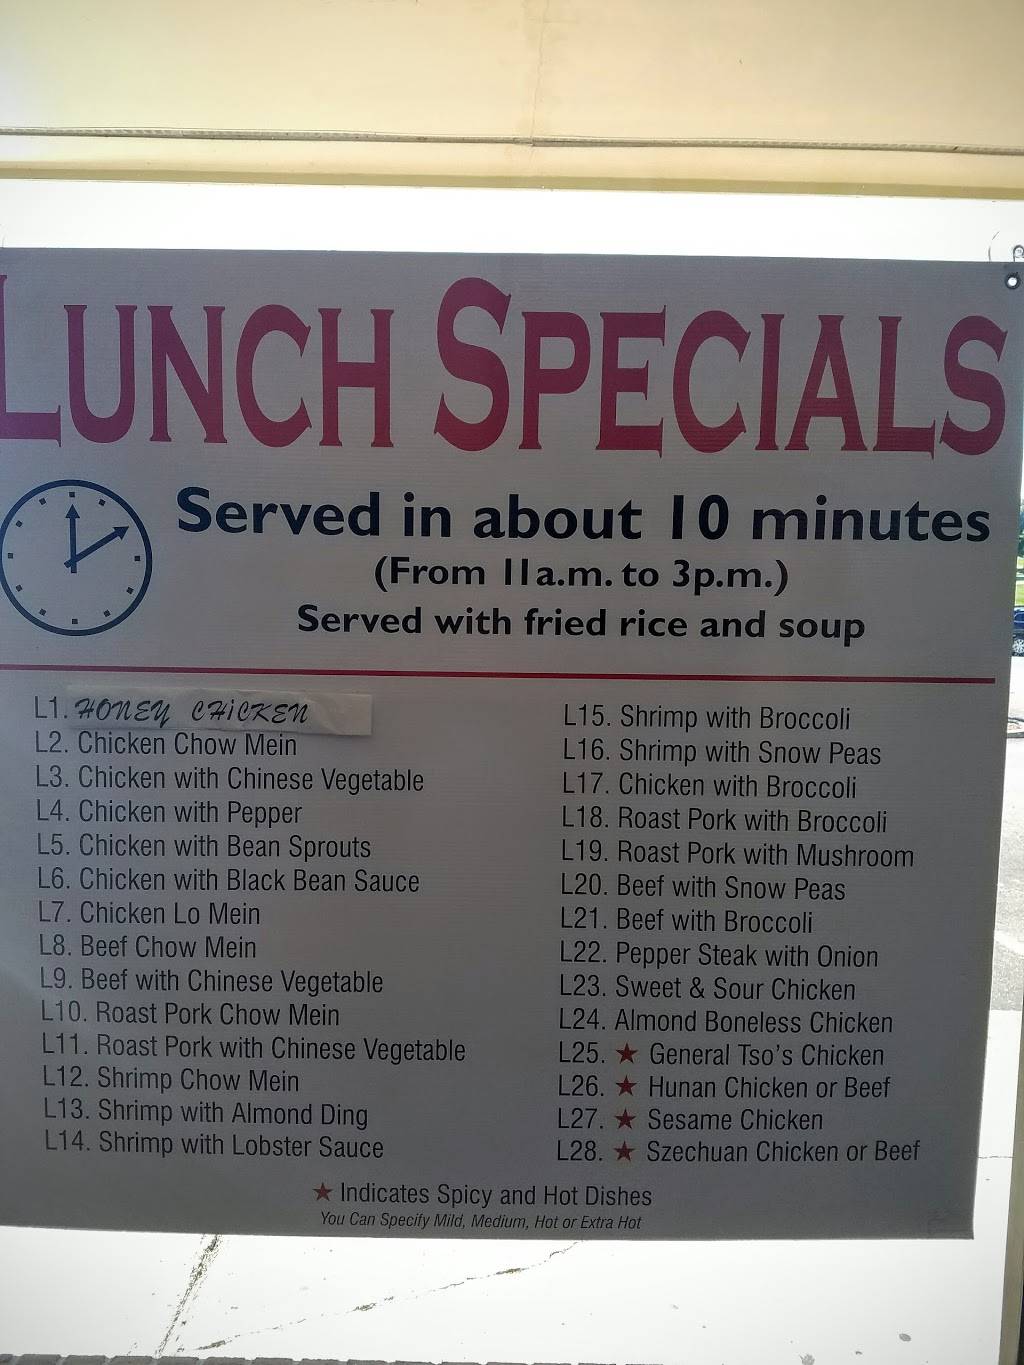 LUNCH SPECIALS
Served in about 10 minutes
(From 11a.m. to 3p.m.)
Served with fried rice and soup
L1. HONEY CHiCKEN
L2. Chicken Chow Mein
L3. Chicken with Chinese Vegetable
L4. Chicken with Pepper
L5. Chicken with Bean Sprouts
L6. Chicken with Black Bean Sauce
L7. Chicken Lo Mein
L8. Beef Chow Mein
L9. Beef with Chinese Vegetable
L10. Roast Pork Chow Mein
L11. Roast Pork with Chinese Vegetable
L12. Shrimp Chow Mein
L13. Shrimp with Almond Ding
L14. Shrimp with Lobster Sauce
L15. Shrimp with Broccoli
L16. Shrimp with Snow Peas
L17. Chicken with Broccoli
L18. Roast Pork with Broccoli
L19. Roast Pork with Mushroom
L20. Beef with Snow Peas
L21. Beef with Broccoli
L22. Pepper Steak with Onion
L23. Sweet & Sour Chicken
L24. Almond Boneless Chicken
L25. ★ General Tso's Chicken
L26. ★ Hunan Chicken or Beef
L27. ★ Sesame Chicken
L28. ★ Szechuan Chicken or Beef
★ Indicates Spicy and Hot Dishes
You Can Specify Mild, Medium, Hot or Extra Hot